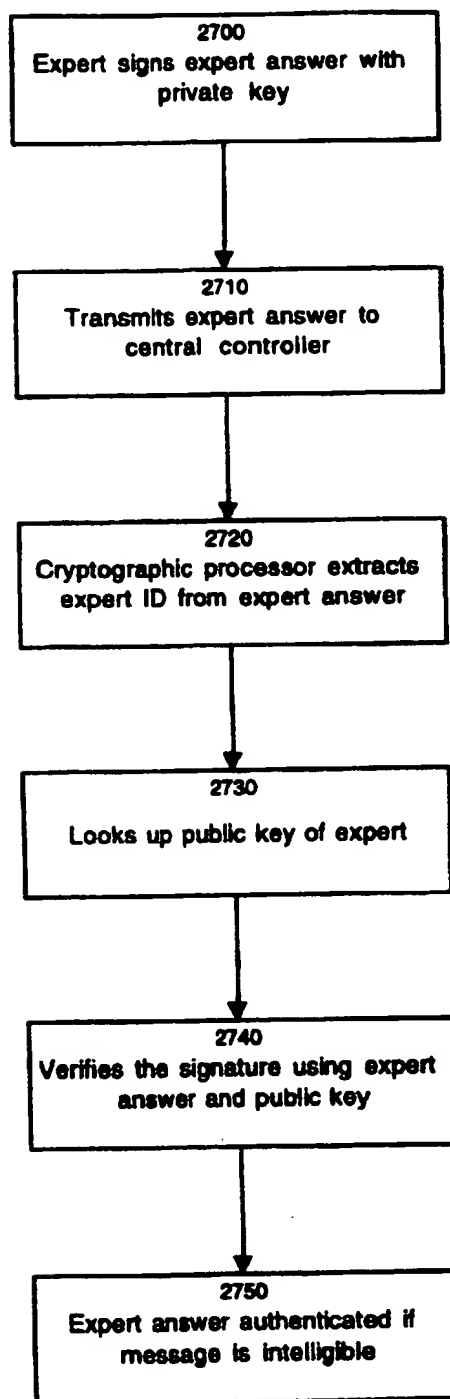 2700
Expert signs expert answer with
private key
2710
Transmits expert answer to
central controller
2720
Cryptographic processor extracts
expert ID from expert answer
2730
Looks up public key of expert
2740
Verifies the signature using expert
answer and public key
2750
Expert answer authenticated if
message is intelligible